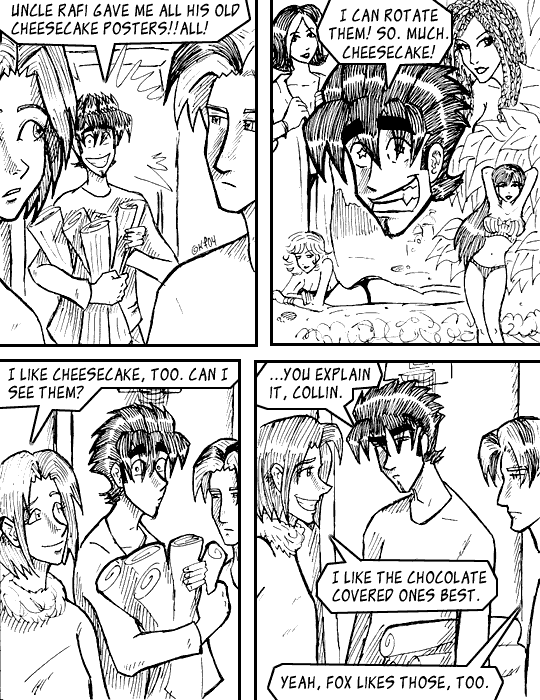 UNCLE RAFI GAVE ME ALL HIS OLD
CHEESECAKE POSTERS!!ALL!
I CAN ROTATE
THEM! SO. MUCH.
CHEESECAKE!
I LIKE CHEESECAKE, TOO. CAN I
SEE THEM?
...YOU EXPLAIN
IT, COLLIN.
I LIKE THE CHOCOLATE
COVERED ONES BEST.
YEAH, FOX LIKES THOSE, TOO.